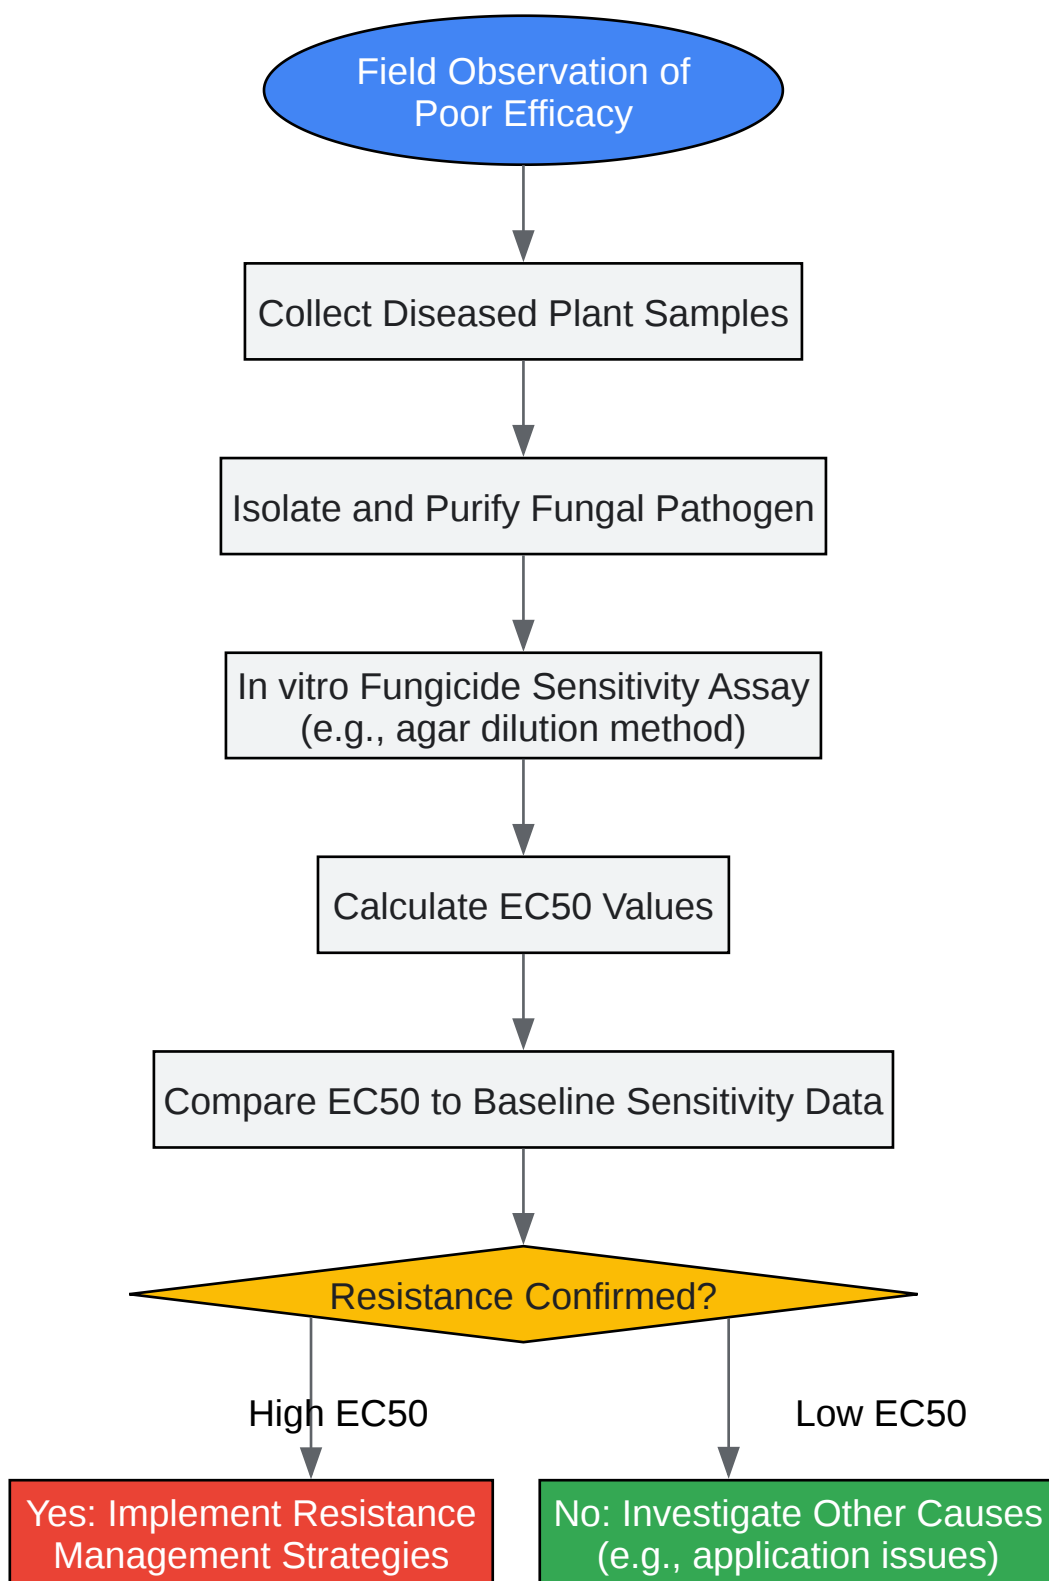 Field Observation of
Poor Efficacy
Collect Diseased Plant Samples
Isolate and Purify Fungal Pathogen
In vitro Fungicide Sensitivity Assay
(e.g., agar dilution method)
Calculate EC50 Values
Compare EC50 to Baseline Sensitivity Data
Resistance Confirmed?
High EC50
Low EC50
Yes: Implement Resistance
Management Strategies
No: Investigate Other Causes
(e.g., application issues)